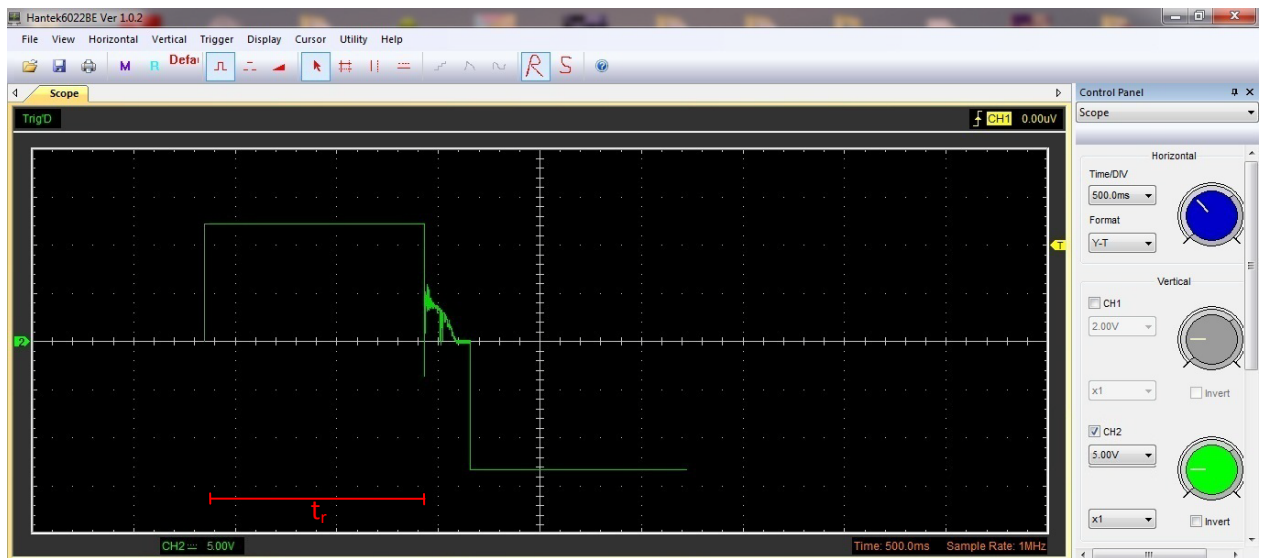 Hantek6022BE Ver 1.0.2
File View Horizontal Vertical Trigger Display Cursor Utility Help
M R Defa R S
Scope
Control Panel
Trig'D
CH1 0.00uV
Scope
Horizontal
Time/DIV
500.0ms
Format
Y-T
T
Vertical
CH1
2.00V
x1
Invert
2
CH2
5.00V
x1
Invert
tr
CH2 5.00V
Time: 500.0ms Sample Rate: 1MHz